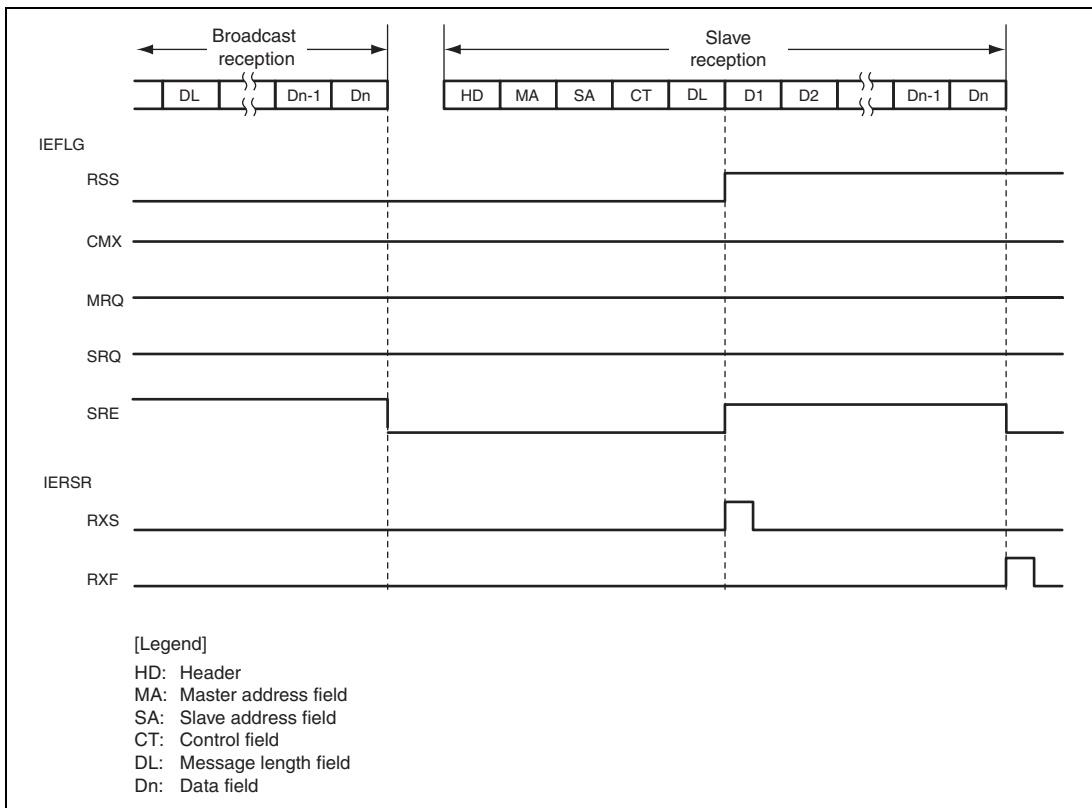 Broadcast
reception
Slave
reception
DL Dn-1 Dn HD MA SA CT DL D1 D2 Dn-1 Dn
IEFLG
RSS
CMX
MRQ
SRQ
SRE
IERSR
RXS
RXF
[Legend]
HD: Header
MA: Master address field
SA: Slave address field
CT: Control field
DL: Message length field
Dn: Data field